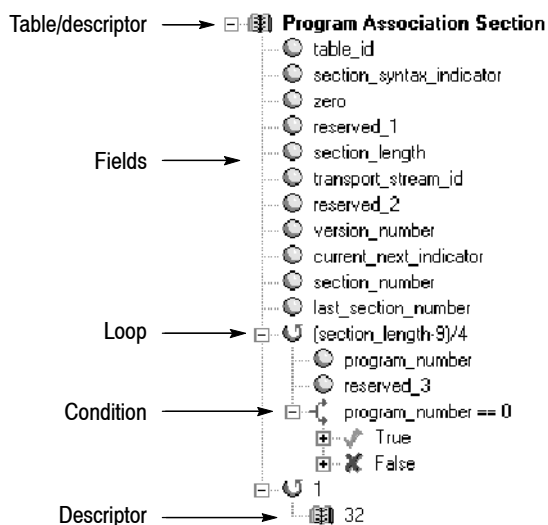 Table/descriptor Program Association Section
table_id
section_syntax_indicator
zero
reserved_1
Fields section_length
transport_stream_id
reserved_2
version_number
current_next_indicator
section_number
last_section_number
Loop (section_length-9)/4
program_number
reserved_3
Condition program_number == 0
True
False
1
Descriptor 32